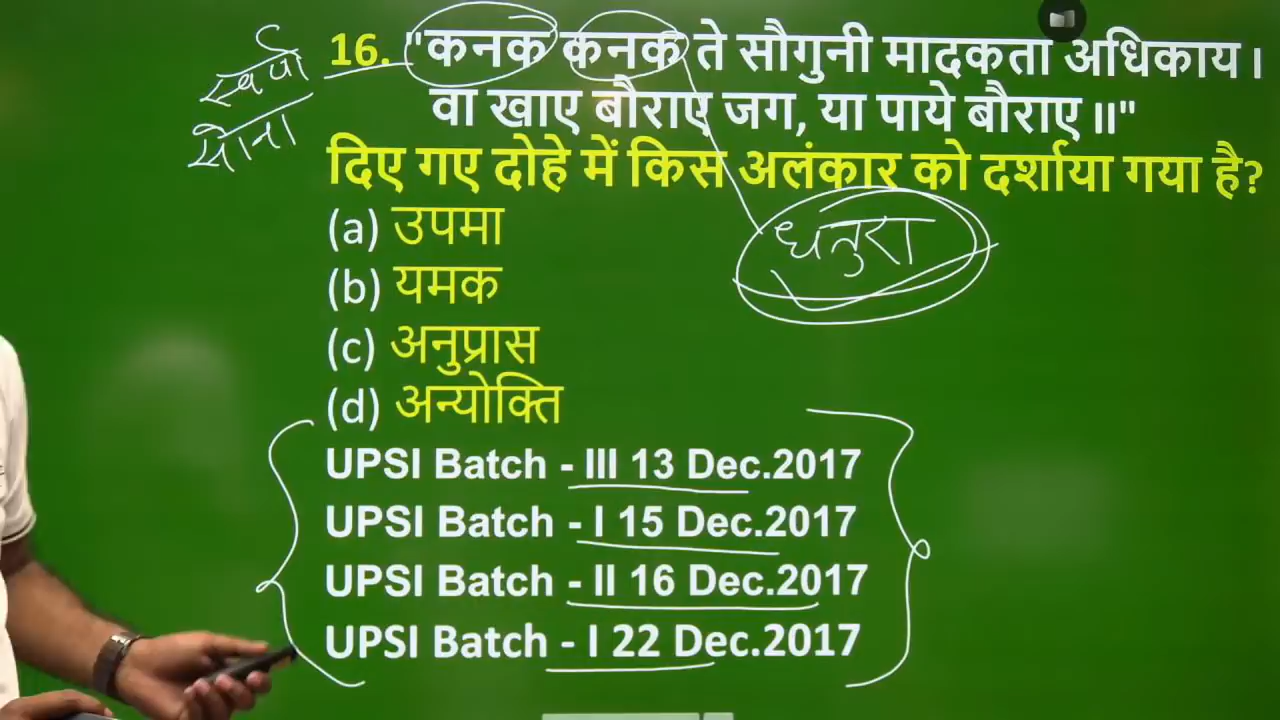 16. "कनक कनक ते सौगुनी मादकता अधिकाय।
वा खाए बौराए जग, या पाये बौराए॥"
स्वर्ण
सोना
दिए गए दोहे में किस अलंकार को दर्शाया गया है?
(a) उपमा
धतुरा
(b) यमक
(c) अनुप्रास
(d) अन्योक्ति
UPSI Batch - III 13 Dec.2017
UPSI Batch - I 15 Dec.2017
UPSI Batch - II 16 Dec.2017
UPSI Batch - I 22 Dec.2017